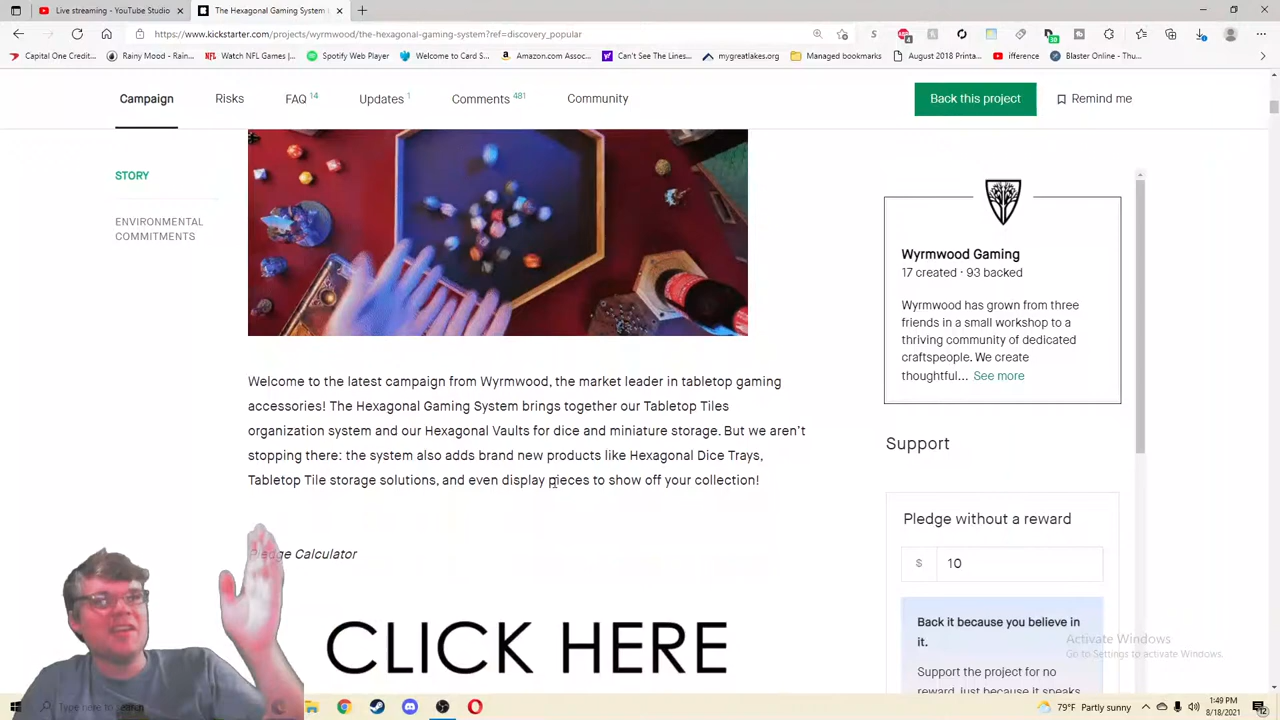 Live streaming - YouTube Studio
The Hexagonal Gaming System
https://www.kickstarter.com/projects/wyrmwood/the-hexagonal-gaming-system?ref=discovery_popular
Capital One Credit...
Rainy Mood - Rain...
Watch NFL Games |...
Spotify Web Player
Welcome to Card S...
Amazon.com Assoc...
Can't See The Lines...
mygreatlakes.org
Managed bookmarks
August 2018 Printa...
ifference
Blaster Online - Thu...
Campaign
Risks
FAQ 14
Updates 1
Comments 481
Community
Back this project
Remind me
STORY
ENVIRONMENTAL
COMMITMENTS
Welcome to the latest campaign from Wyrmwood, the market leader in tabletop gaming
accessories! The Hexagonal Gaming System brings together our Tabletop Tiles
organization system and our Hexagonal Vaults for dice and miniature storage. But we aren't
stopping there: the system also adds brand new products like Hexagonal Dice Trays,
Tabletop Tile storage solutions, and even display pieces to show off your collection!
Pledge Calculator
CLICK HERE
Wyrmwood Gaming
17 created · 93 backed
Wyrmwood has grown from three
friends in a small workshop to a
thriving community of dedicated
craftspeople. We create
thoughtful... See more
Support
Pledge without a reward
$ 10
Back it because you believe in
it.
Support the project for no
reward, just because it speaks
Activate Windows
Go to Settings to activate Windows.
Type here to search
79°F Partly sunny
1:49 PM
8/18/2021